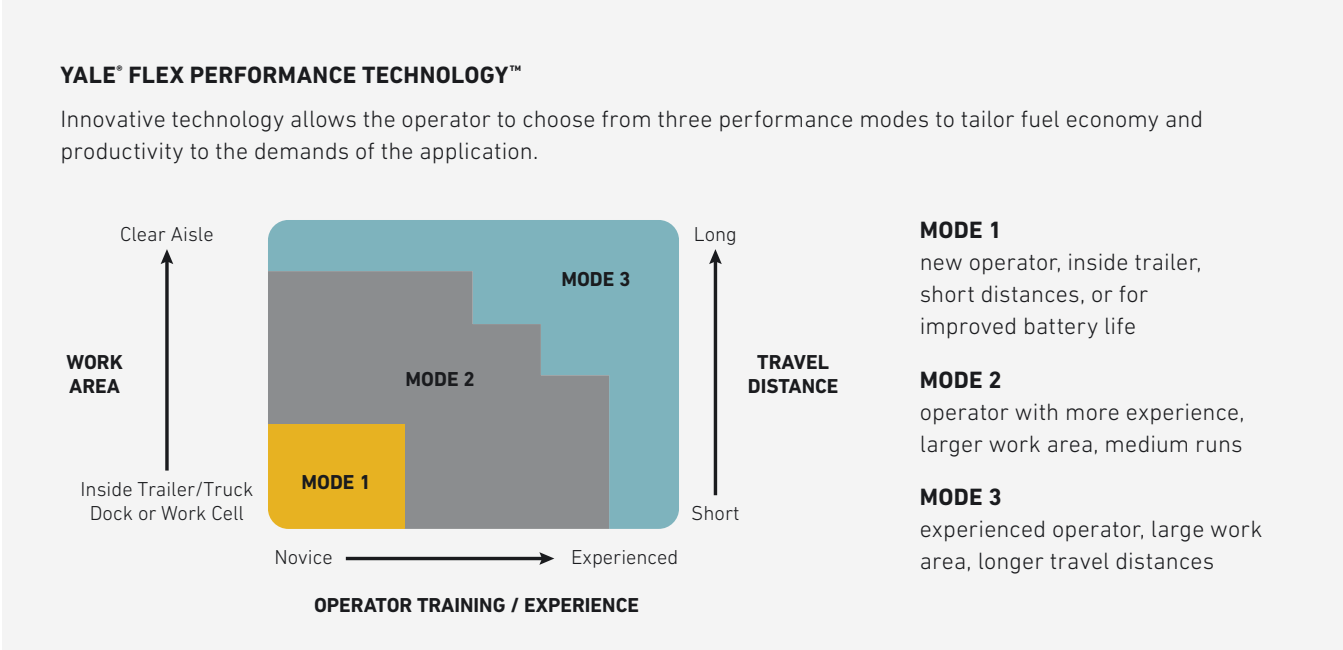 YALE® FLEX PERFORMANCE TECHNOLOGY™
Innovative technology allows the operator to choose from three performance modes to tailor fuel economy and
productivity to the demands of the application.
Clear Aisle
WORK
AREA
Inside Trailer/Truck
Dock or Work Cell
MODE 3
MODE 2
MODE 1
Long
TRAVEL
DISTANCE
Short
Novice
Experienced
OPERATOR TRAINING / EXPERIENCE
MODE 1
new operator, inside trailer,
short distances, or for
improved battery life
MODE 2
operator with more experience,
larger work area, medium runs
MODE 3
experienced operator, large work
area, longer travel distances